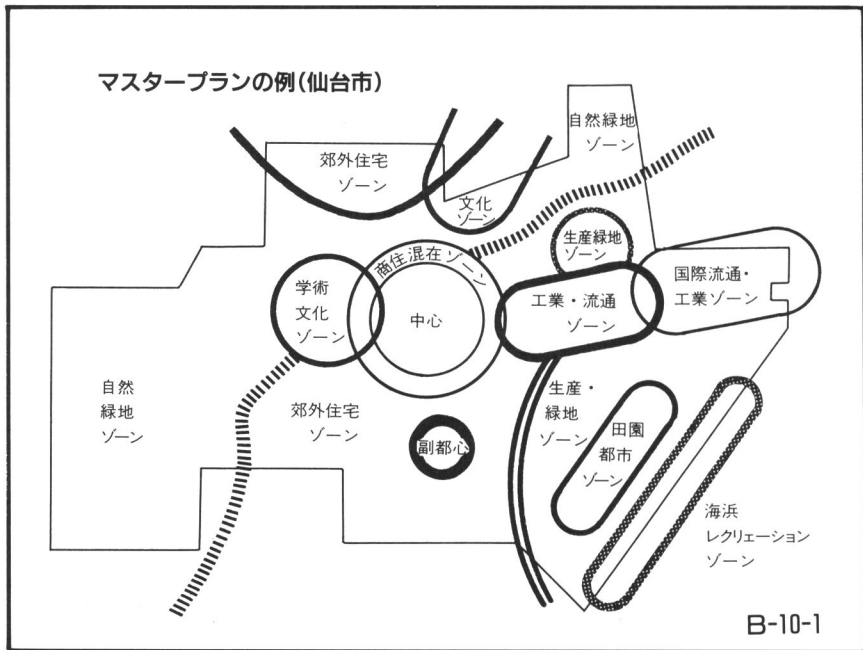 マスタープランの例(仙台市)
自然緑地
ゾーン
郊外住宅
ゾーン
文化
ゾーン
生産緑地
ゾーン
商住混在ゾーン
国際流通・
工業ゾーン
学術
文化
ゾーン
中心
工業・流通
ゾーン
自然
緑地
ゾーン
郊外住宅
ゾーン
生産・
緑地
ゾーン
副都心
田園
都市
ゾーン
海浜
レクリェーション
ゾーン
B-10-1